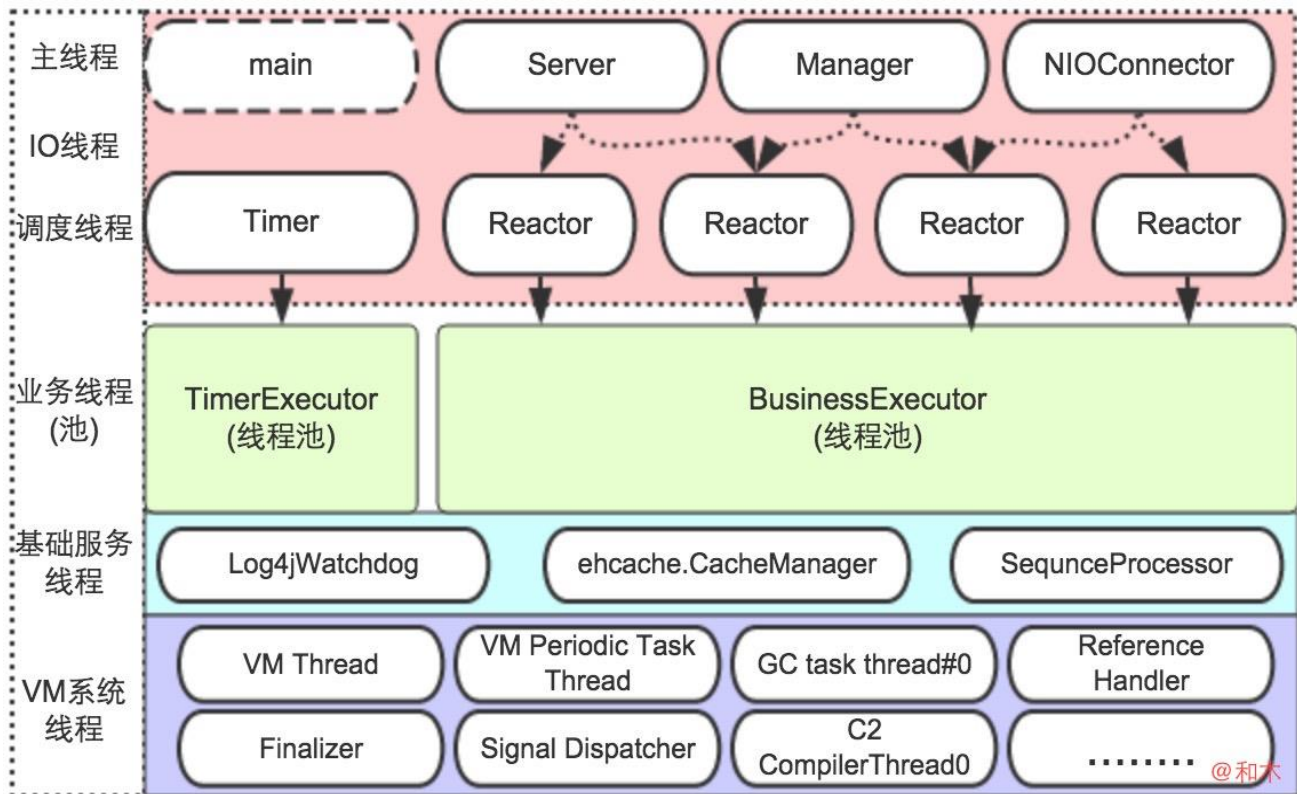 主线程
main
Server
Manager
NIOConnector
IO线程
调度线程
Timer
Reactor
Reactor
Reactor
Reactor
业务线程
(池)
TimerExecutor
(线程池)
BusinessExecutor
(线程池)
基础服务
线程
Log4jWatchdog
ehcache.CacheManager
SequnceProcessor
VM系统
线程
VM Thread
VM Periodic Task
Thread
GC task thread#0
Reference
Handler
Finalizer
Signal Dispatcher
C2
CompilerThread0
........
@和木